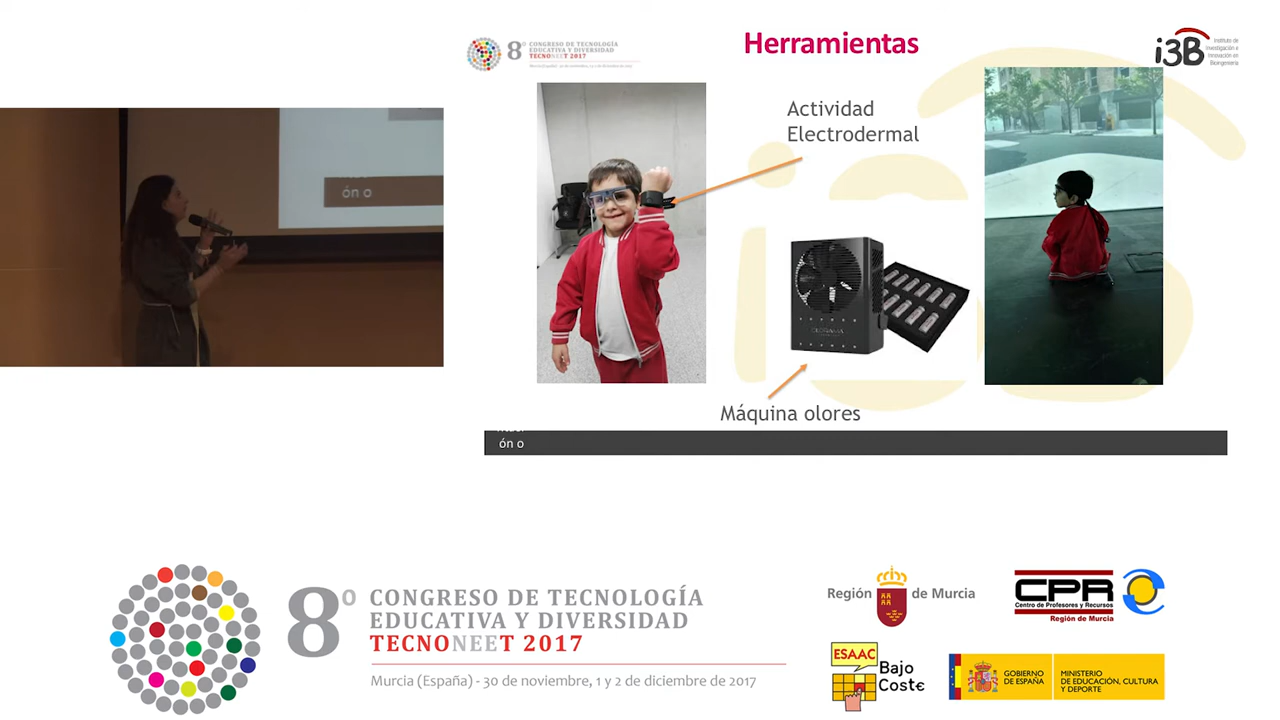 8º CONGRESO DE TECNOLOGÍA
EDUCATIVA Y DIVERSIDAD
TECNONEET 2017
Herramientas
i3B
Instituto de
Investigación e
Innovación en
Bioingeniería
Actividad
Electrodermal
ón o
OLORAMA
Máquina olores
ón o
8º CONGRESO DE TECNOLOGÍA
EDUCATIVA Y DIVERSIDAD
TECNONEET 2017
Murcia (España) - 30 de noviembre, 1 y 2 de diciembre de 2017
Región de Murcia
CPR
Centro de Profesores y Recursos
Región de Murcia
ESAAC
Bajo
Cost€
GOBIERNO
DE ESPAÑA
MINISTERIO
DE EDUCACIÓN, CULTURA
Y DEPORTE